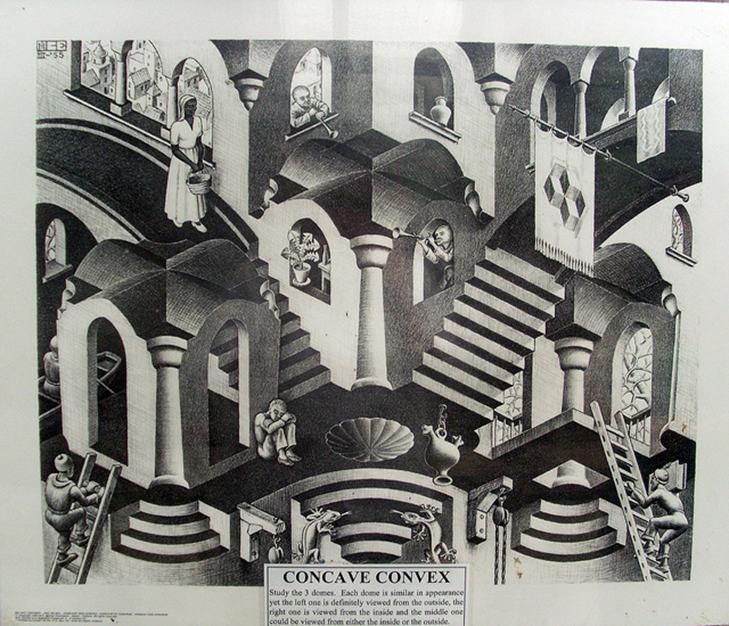 MCE
-'55
CONCAVE CONVEX
Study the 3 domes. Each dome is similar in appearance
yet the left one is definitely viewed from the outside, the
right one is viewed from the inside and the middle one
could be viewed from either the inside or the outside.